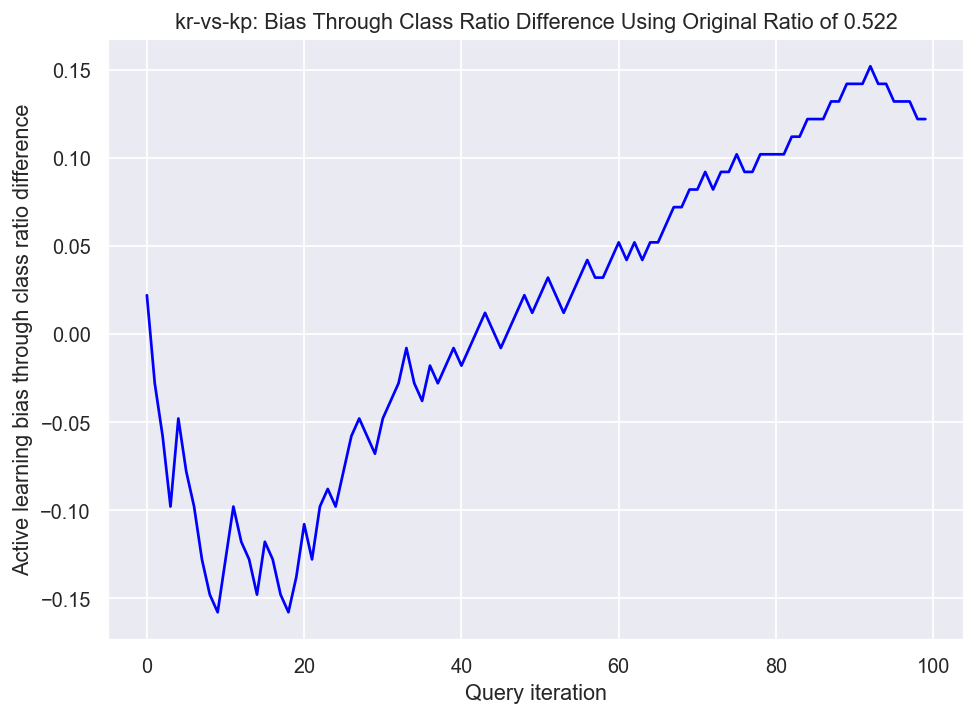 kr-vs-kp: Bias Through Class Ratio Difference Using Original Ratio of 0.522
Active learning bias through class ratio difference
0.15
0.10
0.05
0.00
−0.05
−0.10
−0.15
0 20 40 60 80 100
Query iteration